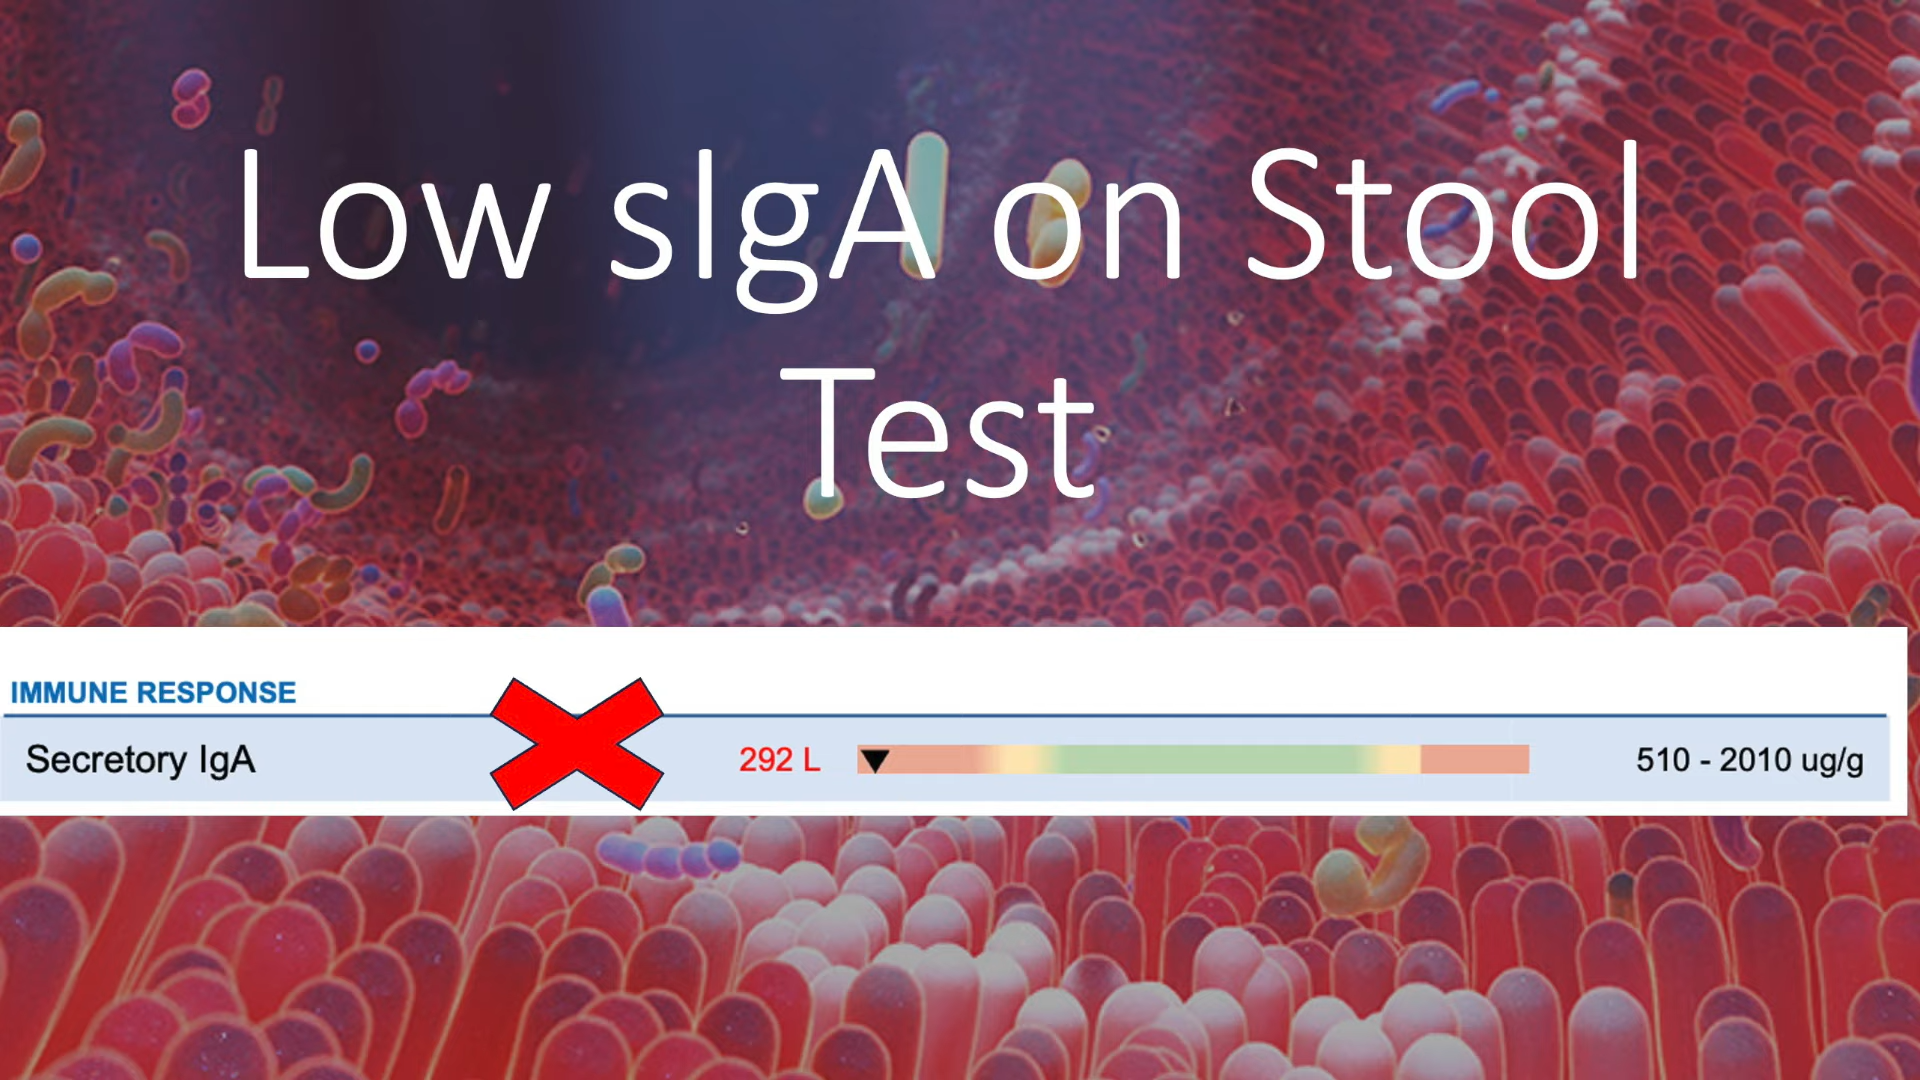 Low sIgA on Stool
Test
IMMUNE RESPONSE
Secretory IgA 292 L 510 - 2010 ug/g